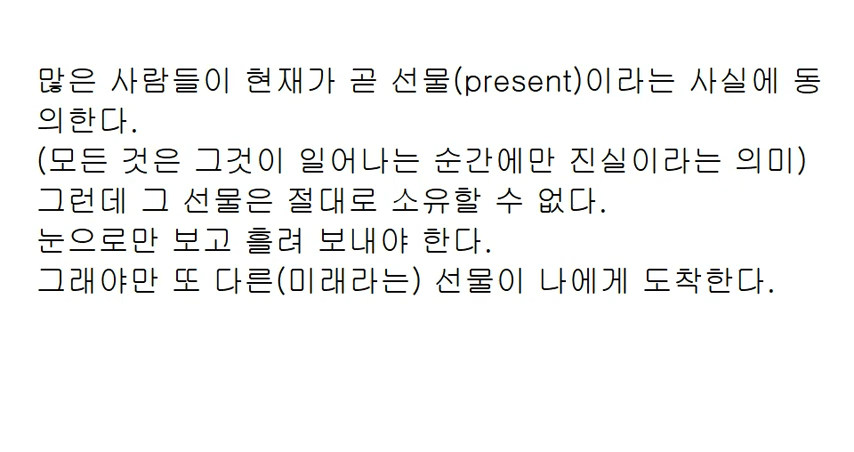 많은 사람들이 현재가 곧 선물(present)이라는 사실에 동
의한다.
(모든 것은 그것이 일어나는 순간에만 진실이라는 의미)
그런데 그 선물은 절대로 소유할 수 없다.
눈으로만 보고 흘려 보내야 한다.
그래야만 또 다른(미래라는) 선물이 나에게 도착한다.